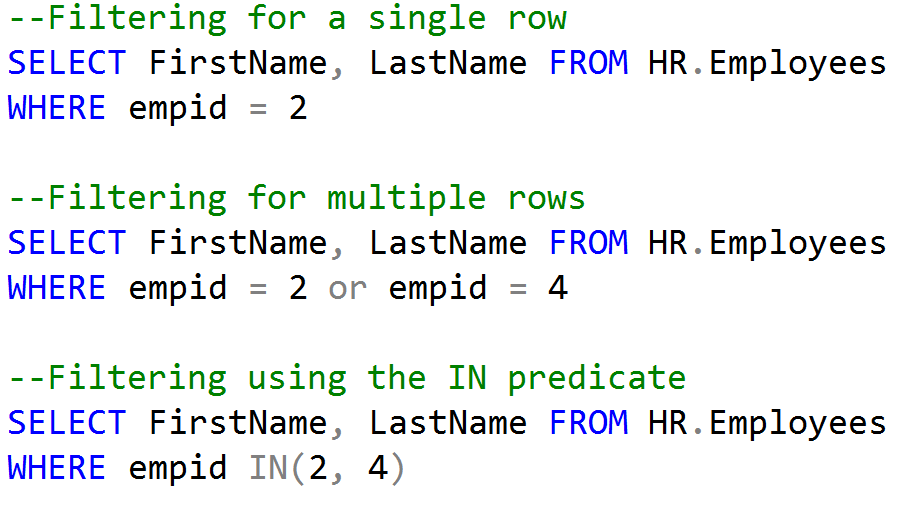 --Filtering for a single row
SELECT FirstName, LastName FROM HR.Employees
WHERE empid = 2
--Filtering for multiple rows
SELECT FirstName, LastName FROM HR.Employees
WHERE empid = 2 or empid = 4
--Filtering using the IN predicate
SELECT FirstName, LastName FROM HR.Employees
WHERE empid IN(2, 4)